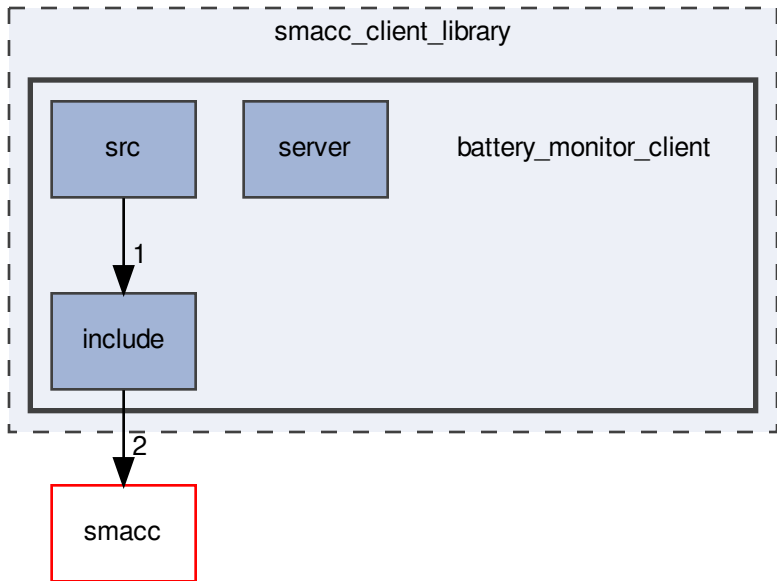 smacc_client_library
src
server
battery_monitor_client
1
include
2
smacc